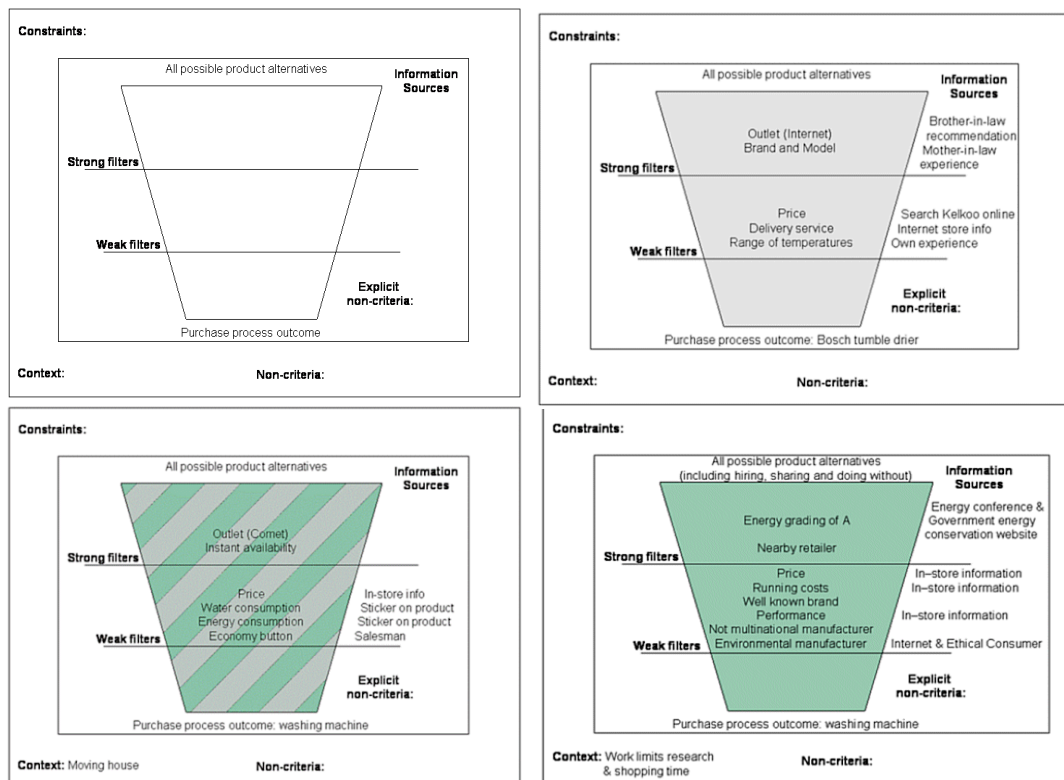 Constraints:
All possible product alternatives
Information
Sources
Strong filters
Weak filters
Explicit
non-criteria:
Purchase process outcome
Context:
Non-criteria:
Constraints:
All possible product alternatives
Information
Sources
Outlet (Internet)
Brand and Model
Brother-in-law
recommendation
Mother-in-law
experience
Strong filters
Price
Delivery service
Range of temperatures
Search Kelkoo online
Internet store info
Own experience
Weak filters
Explicit
non-criteria:
Purchase process outcome: Bosch tumble drier
Context:
Non-criteria:
Constraints:
All possible product alternatives
Information
Sources
Outlet (Comet)
Instant availability
Strong filters
Price
Water consumption
Energy consumption
Economy button
In-store info
Sticker on product
Sticker on product
Salesman
Weak filters
Explicit
non-criteria:
Purchase process outcome: washing machine
Context: Moving house
Non-criteria:
Constraints:
All possible product alternatives
(including hiring, sharing and doing without)
Information
Sources
Energy grading of A
Nearby retailer
Energy conference &
Government energy
conservation website
Strong filters
Price
Running costs
Well known brand
Performance
Not multinational manufacturer
Environmental manufacturer
In–store information
In–store information
In–store information
Internet & Ethical Consumer
Weak filters
Explicit
non-criteria:
Purchase process outcome: washing machine
Context: Work limits research
& shopping time
Non-criteria: